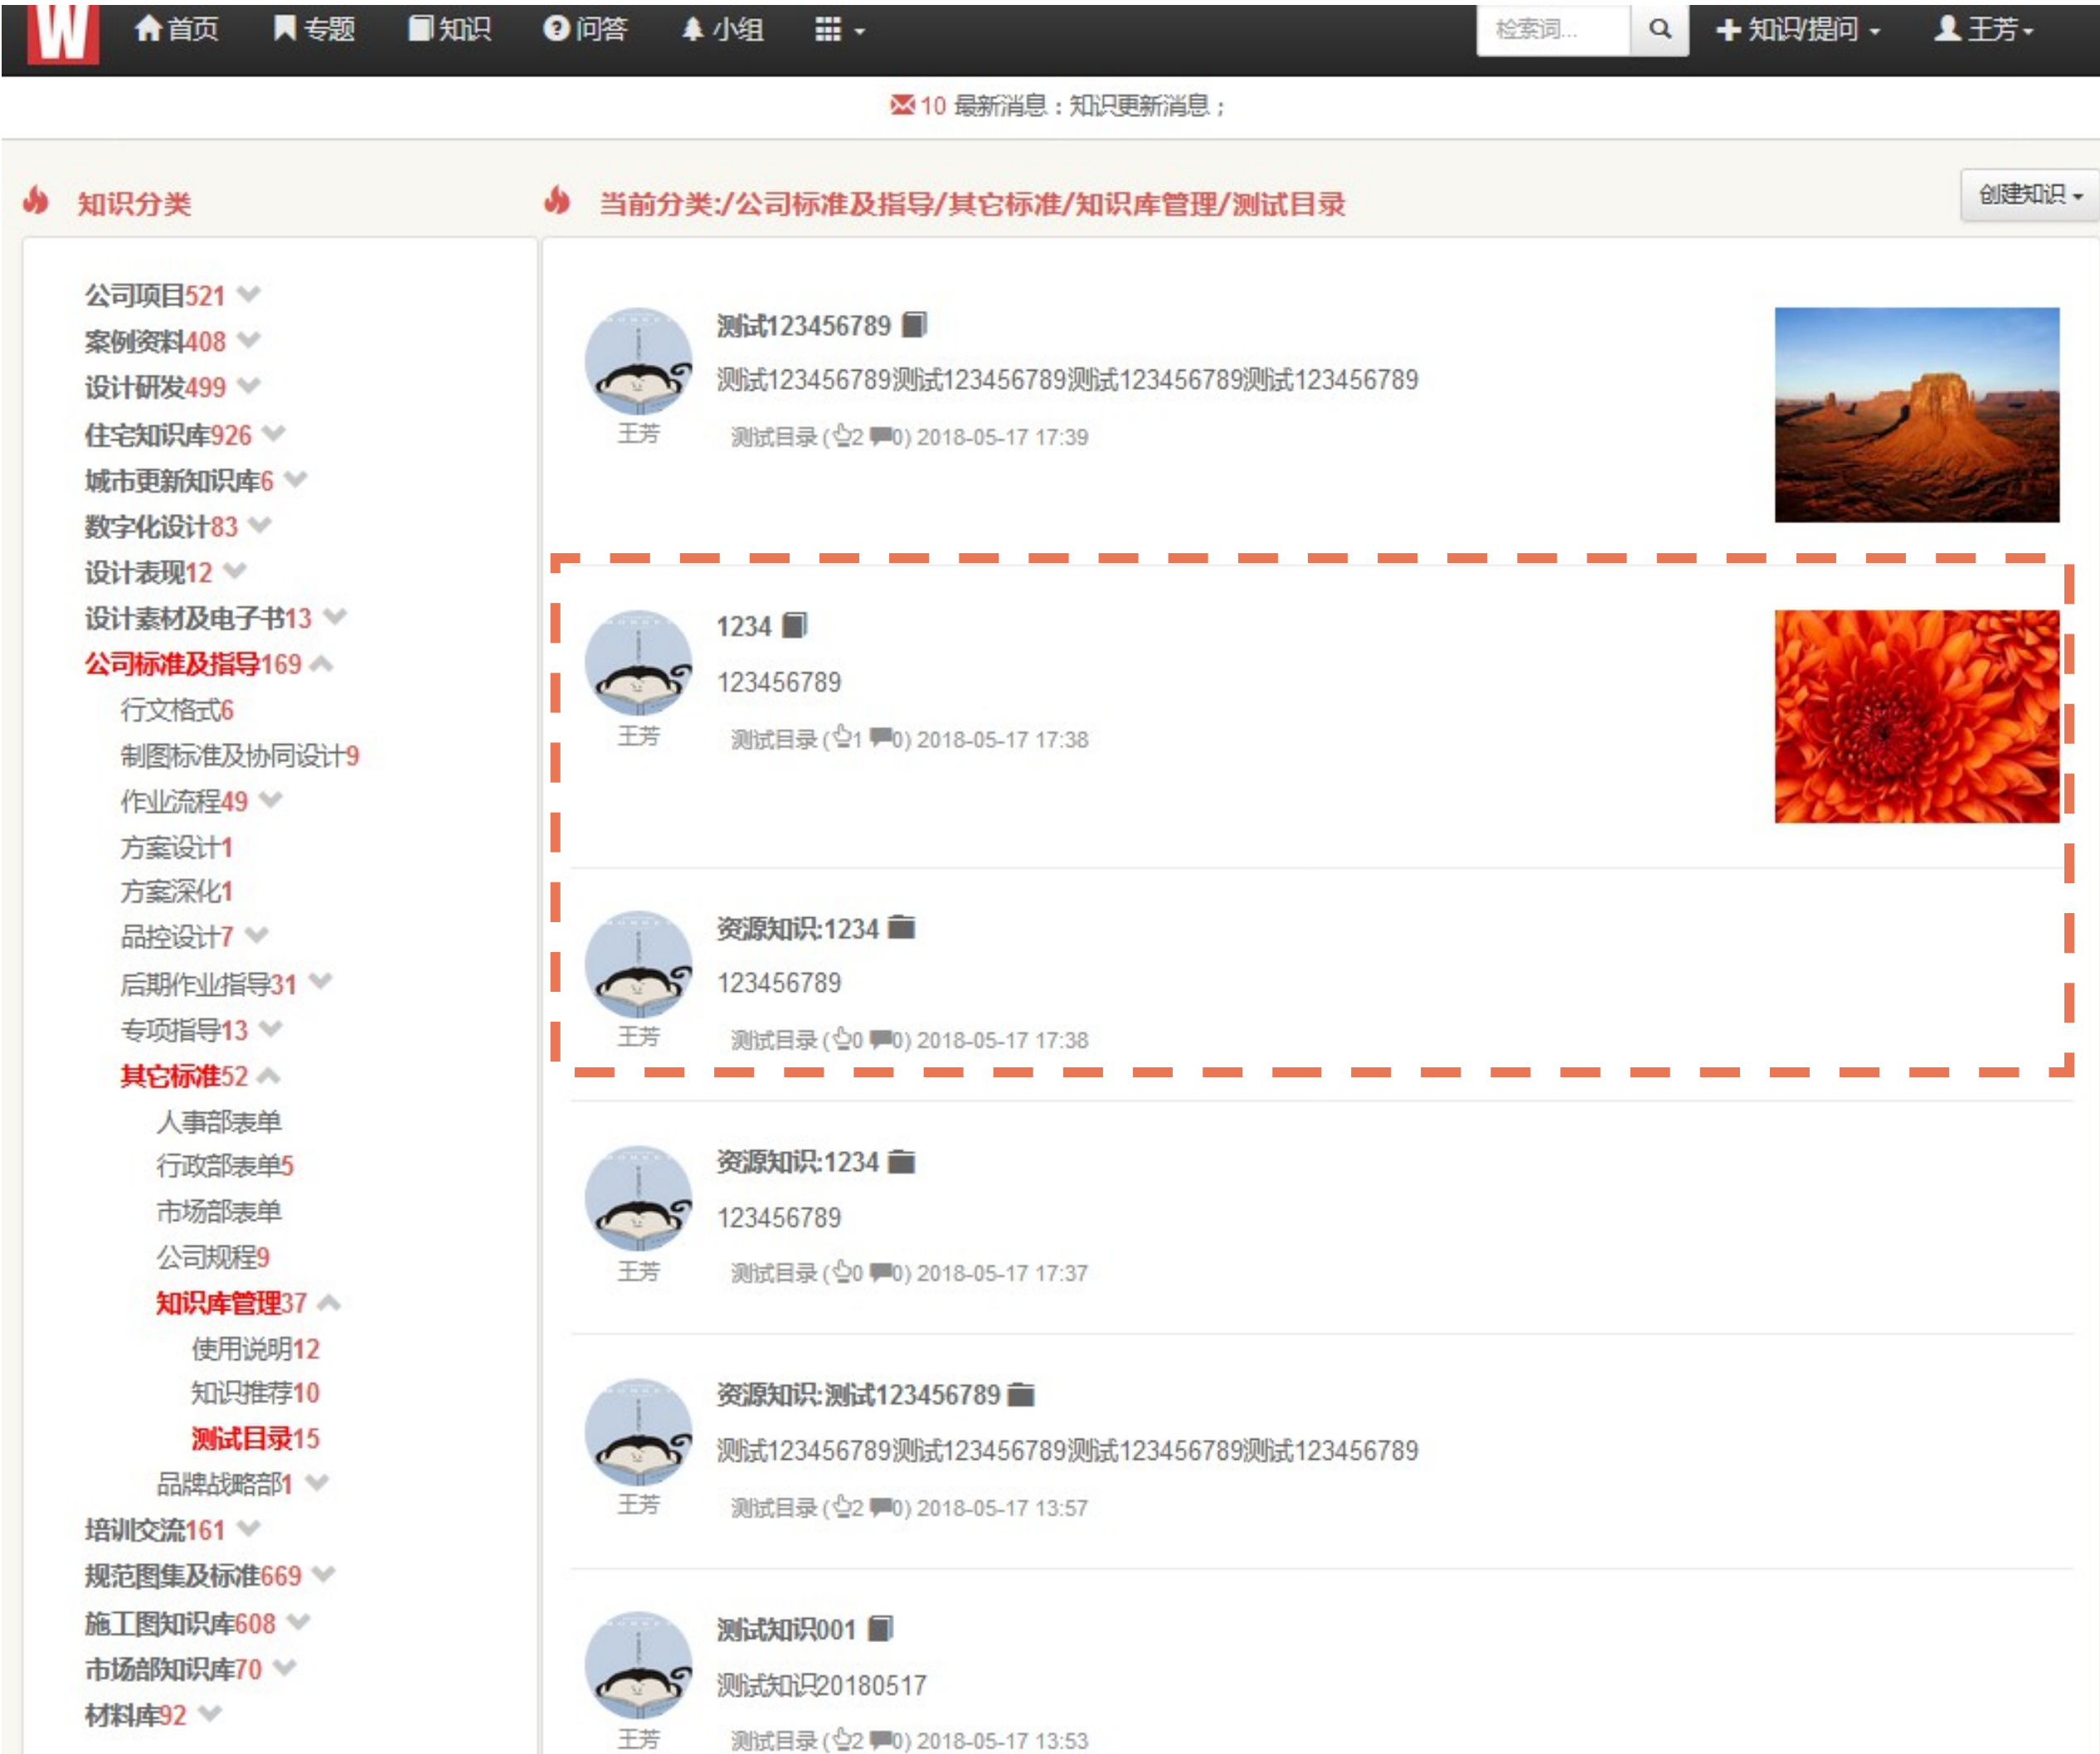 W 首页 专题 知识 问答 小组 检索词... 知识/提问 王芳
10 最新消息：知识更新消息；
知识分类
公司项目521
案例资料408
设计研发499
住宅知识库926
城市更新知识库6
数字化设计83
设计表现12
设计素材及电子书13
公司标准及指导169
行文格式6
制图标准及协同设计9
作业流程49
方案设计1
方案深化1
品控设计7
后期作业指导31
专项指导13
其它标准52
人事部表单
行政部表单5
市场部表单
公司规程9
知识库管理37
使用说明12
知识推荐10
测试目录15
品牌战略部1
培训交流161
规范图集及标准669
施工图知识库608
市场部知识库70
材料库92
当前分类:/公司标准及指导/其它标准/知识库管理/测试目录
创建知识
测试123456789
测试123456789测试123456789测试123456789测试123456789
王芳 测试目录 (2 0) 2018-05-17 17:39
1234
123456789
王芳 测试目录 (1 0) 2018-05-17 17:38
资源知识:1234
123456789
王芳 测试目录 (0 0) 2018-05-17 17:38
资源知识:1234
123456789
王芳 测试目录 (0 0) 2018-05-17 17:37
资源知识:测试123456789
测试123456789测试123456789测试123456789测试123456789
王芳 测试目录 (2 0) 2018-05-17 13:57
测试知识001
测试知识20180517
王芳 测试目录 (2 0) 2018-05-17 13:53